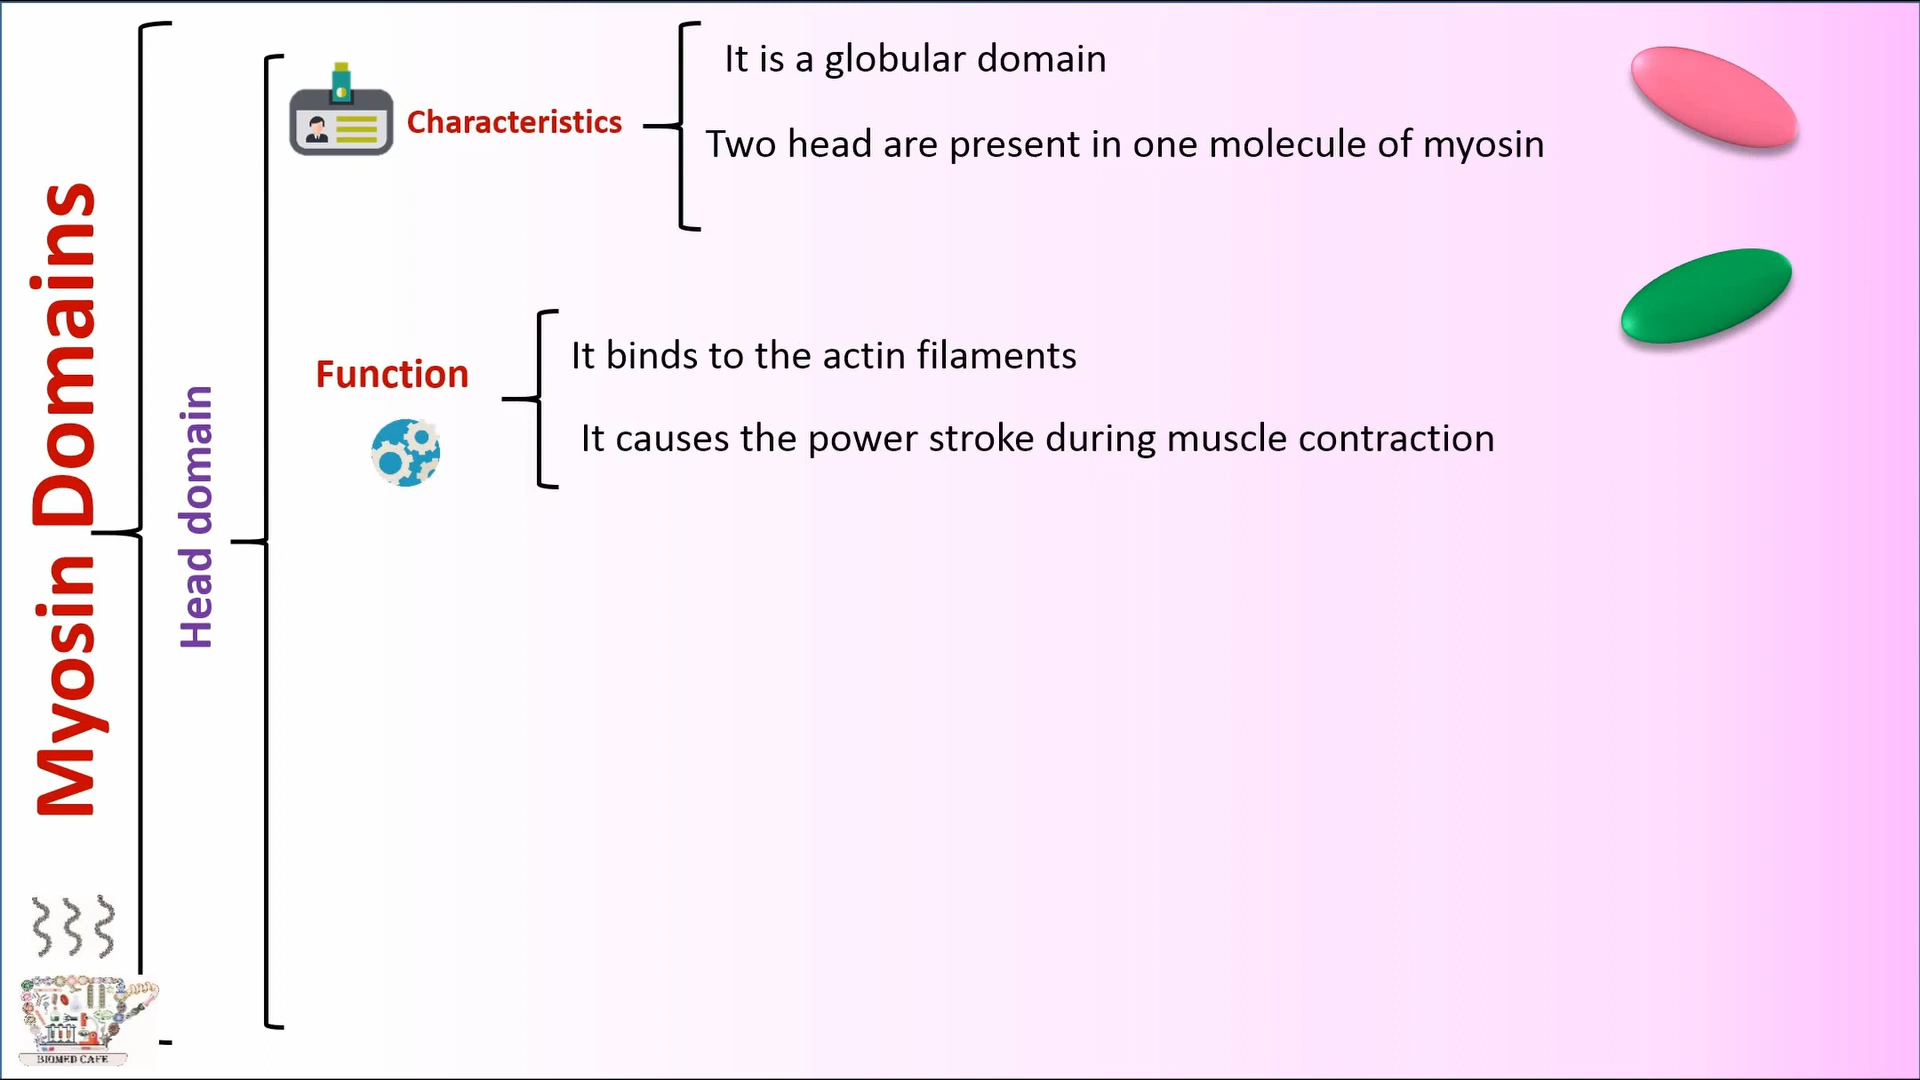 Myosin Domains
Head domain
Characteristics
It is a globular domain
Two head are present in one molecule of myosin
Function
It binds to the actin filaments
It causes the power stroke during muscle contraction
BIOMED CAFE